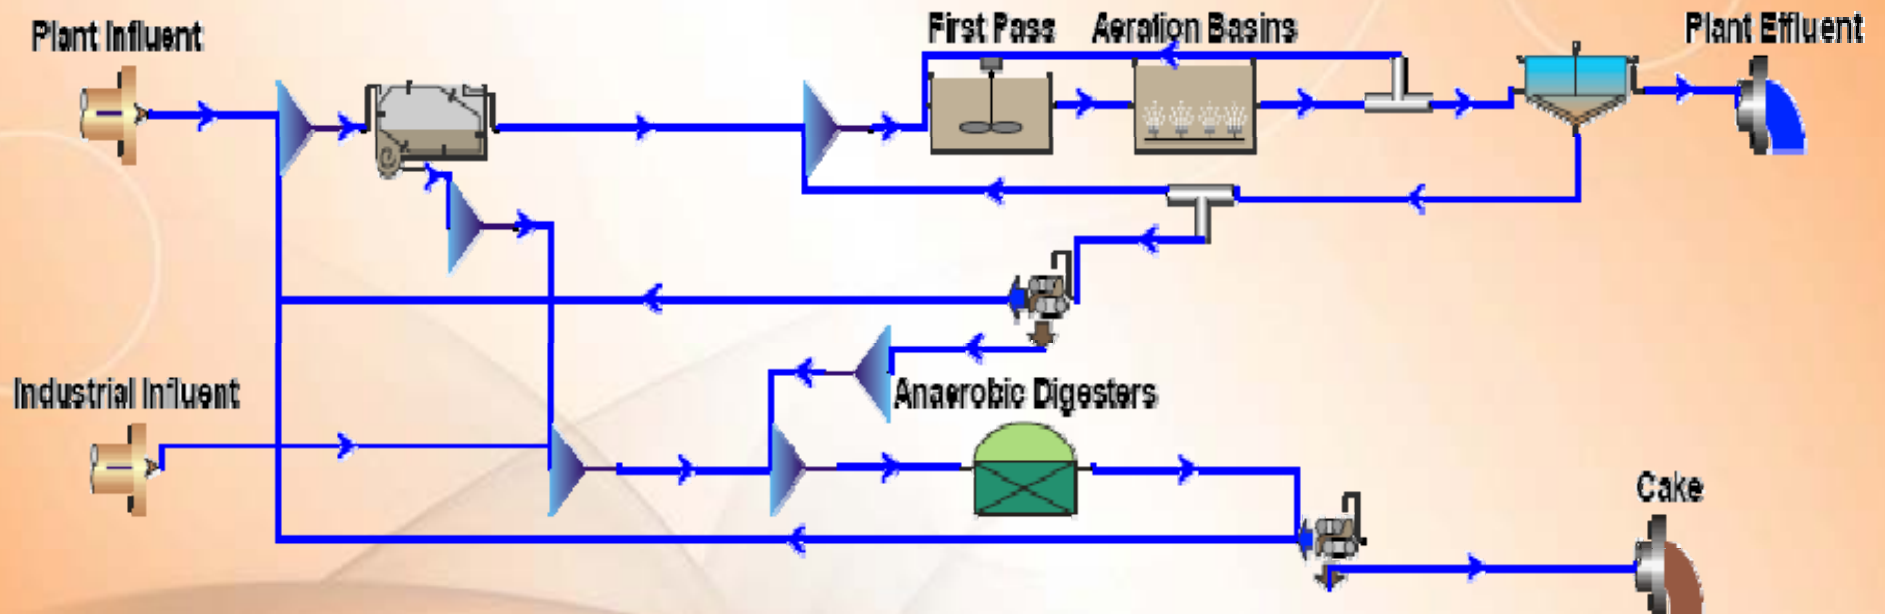 Plant Influent
First Pass
Aeration Basins
Plant Effluent
Industrial Influent
Anaerobic Digesters
Cake